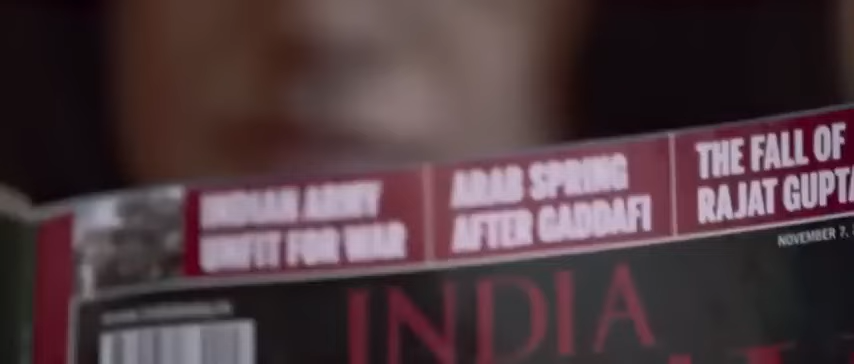 INDIAN ARMY
UNFIT FOR WAR
ARAB SPRING
AFTER GADDAFI
THE FALL OF
RAJAT GUPTA
NOVEMBER 7,
INDIA